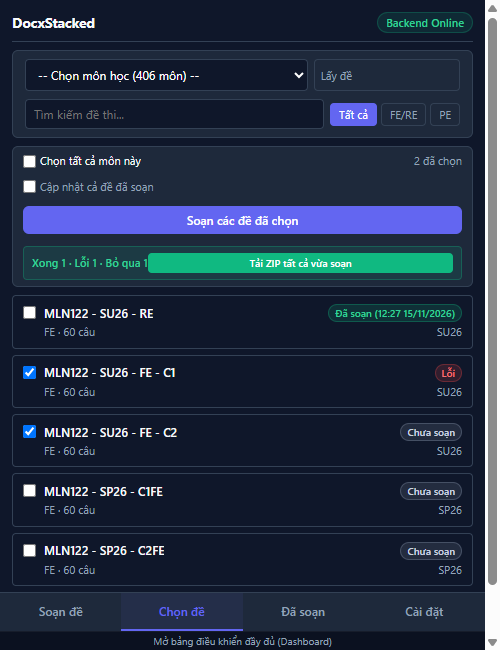 DocxStacked
Backend Online
-- Chọn môn học (406 môn) --
Lấy đề
Tìm kiếm đề thi...
Tất cả
FE/RE
PE
Chọn tất cả môn này
2 đã chọn
Cập nhật cả đề đã soạn
Soạn các đề đã chọn
Xong 1 · Lỗi 1 · Bỏ qua 1
Tải ZIP tất cả vừa soạn
MLN122 - SU26 - RE
Đã soạn (12:27 15/11/2026)
FE · 60 câu
SU26
MLN122 - SU26 - FE - C1
Lỗi
FE · 60 câu
SU26
MLN122 - SU26 - FE - C2
Chưa soạn
FE · 60 câu
SU26
MLN122 - SP26 - C1FE
Chưa soạn
FE · 60 câu
SP26
MLN122 - SP26 - C2FE
Chưa soạn
FE · 60 câu
SP26
Soạn đề
Chọn đề
Đã soạn
Cài đặt
Mở bảng điều khiển đầy đủ (Dashboard)